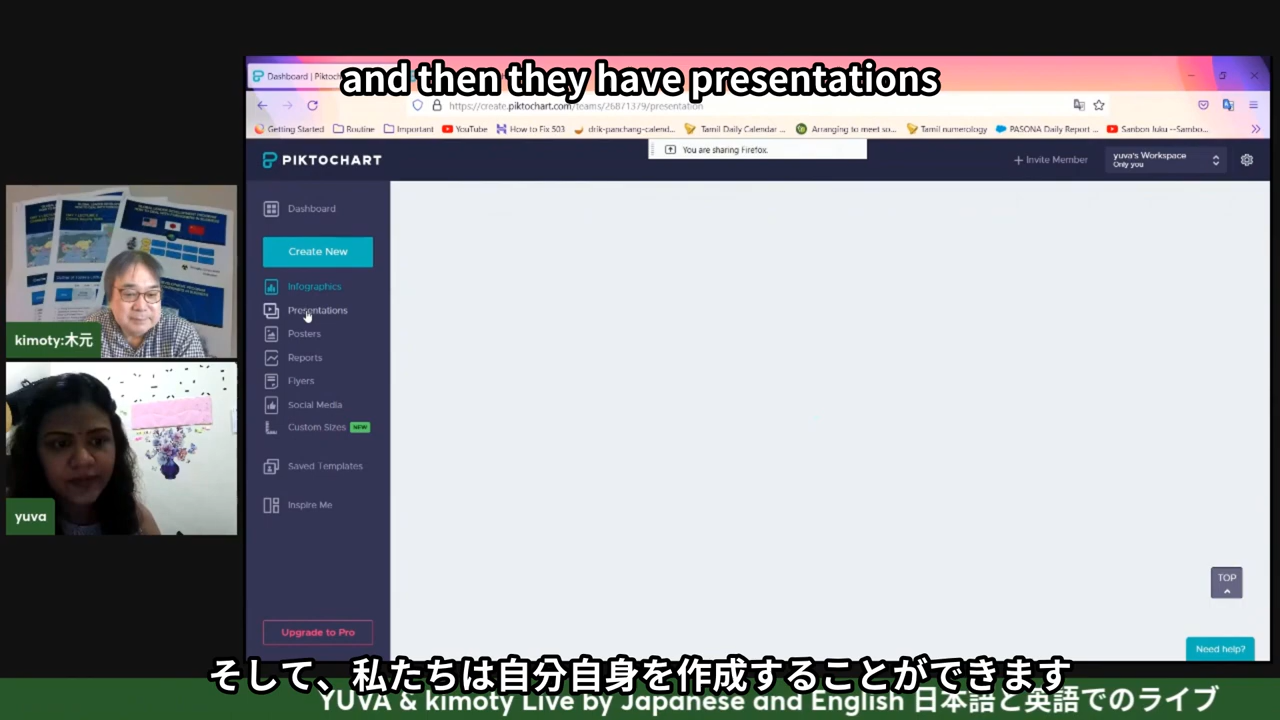 and then they have presentations
Dashboard | Piktoch
https://create.piktochart.com/teams/26871379/presentation
Getting Started
Routine
Important
YouTube
How to Fix 503
drik-panchang-calend...
Tamil Daily Calendar ...
Arranging to meet so...
Tamil numerology
PASONA Daily Report ...
Sanbon Juku --Sambo...
You are sharing Firefox.
PIKTOCHART
Invite Member
yuva's Workspace
Only you
Dashboard
Create New
Infographics
Presentations
Posters
Reports
Flyers
Social Media
Custom Sizes NEW
Saved Templates
Inspire Me
Upgrade to Pro
TOP
Need help?
kimoty:木元
yuva
そして、私たちは自分自身を作成することができます
YUVA & kimoty Live by Japanese and English 日本語と英語でのライブ